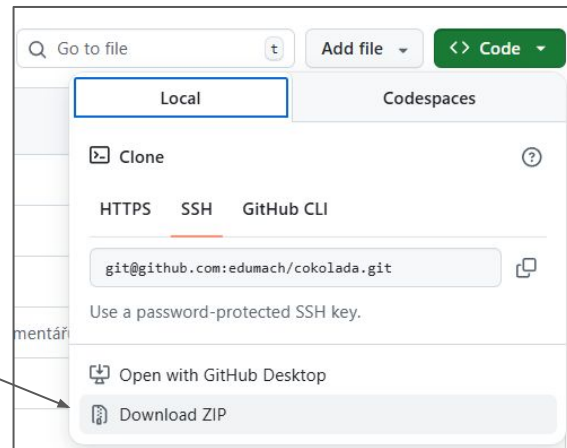 Go to file t Add file <> Code
Local Codespaces
Clone
HTTPS SSH GitHub CLI
git@github.com:edumach/cokolada.git
Use a password-protected SSH key.
mentář
Open with GitHub Desktop
Download ZIP